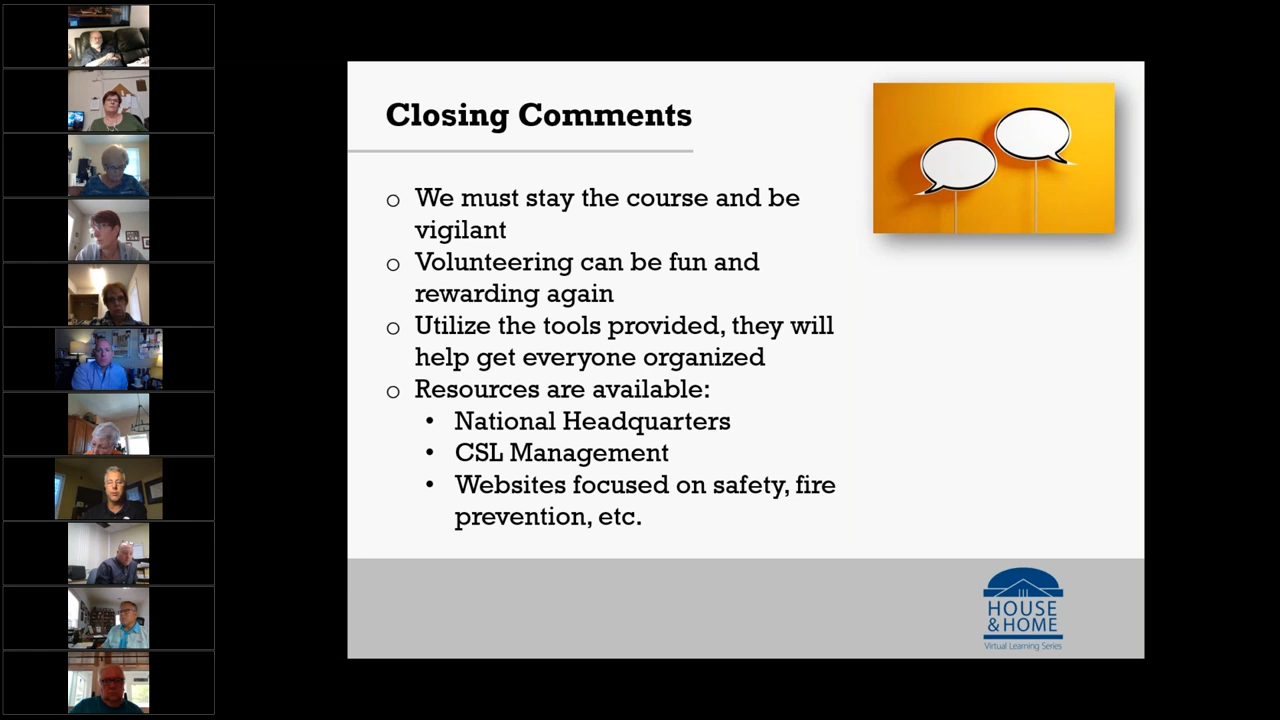 Closing Comments
o We must stay the course and be
vigilant
o Volunteering can be fun and
rewarding again
o Utilize the tools provided, they will
help get everyone organized
o Resources are available:
• National Headquarters
• CSL Management
• Websites focused on safety, fire
prevention, etc.
HOUSE
& HOME
Virtual Learning Series